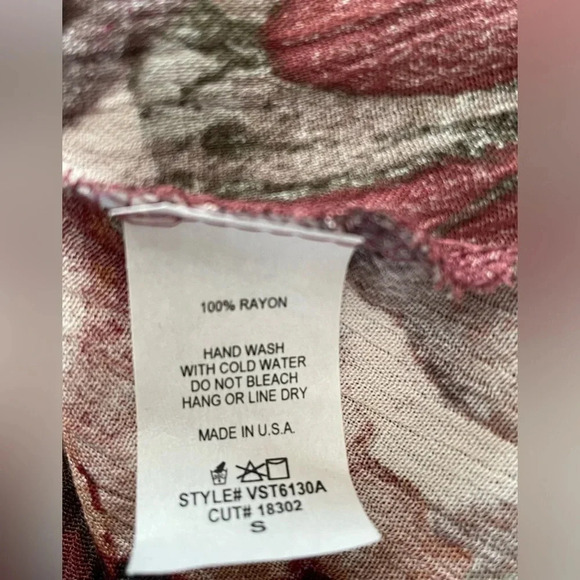 100% RAYON
HAND WASH
WITH COLD WATER
DO NOT BLEACH
HANG OR LINE DRY
MADE IN U.S.A.
STYLE# VST6130A
CUT# 18302
S